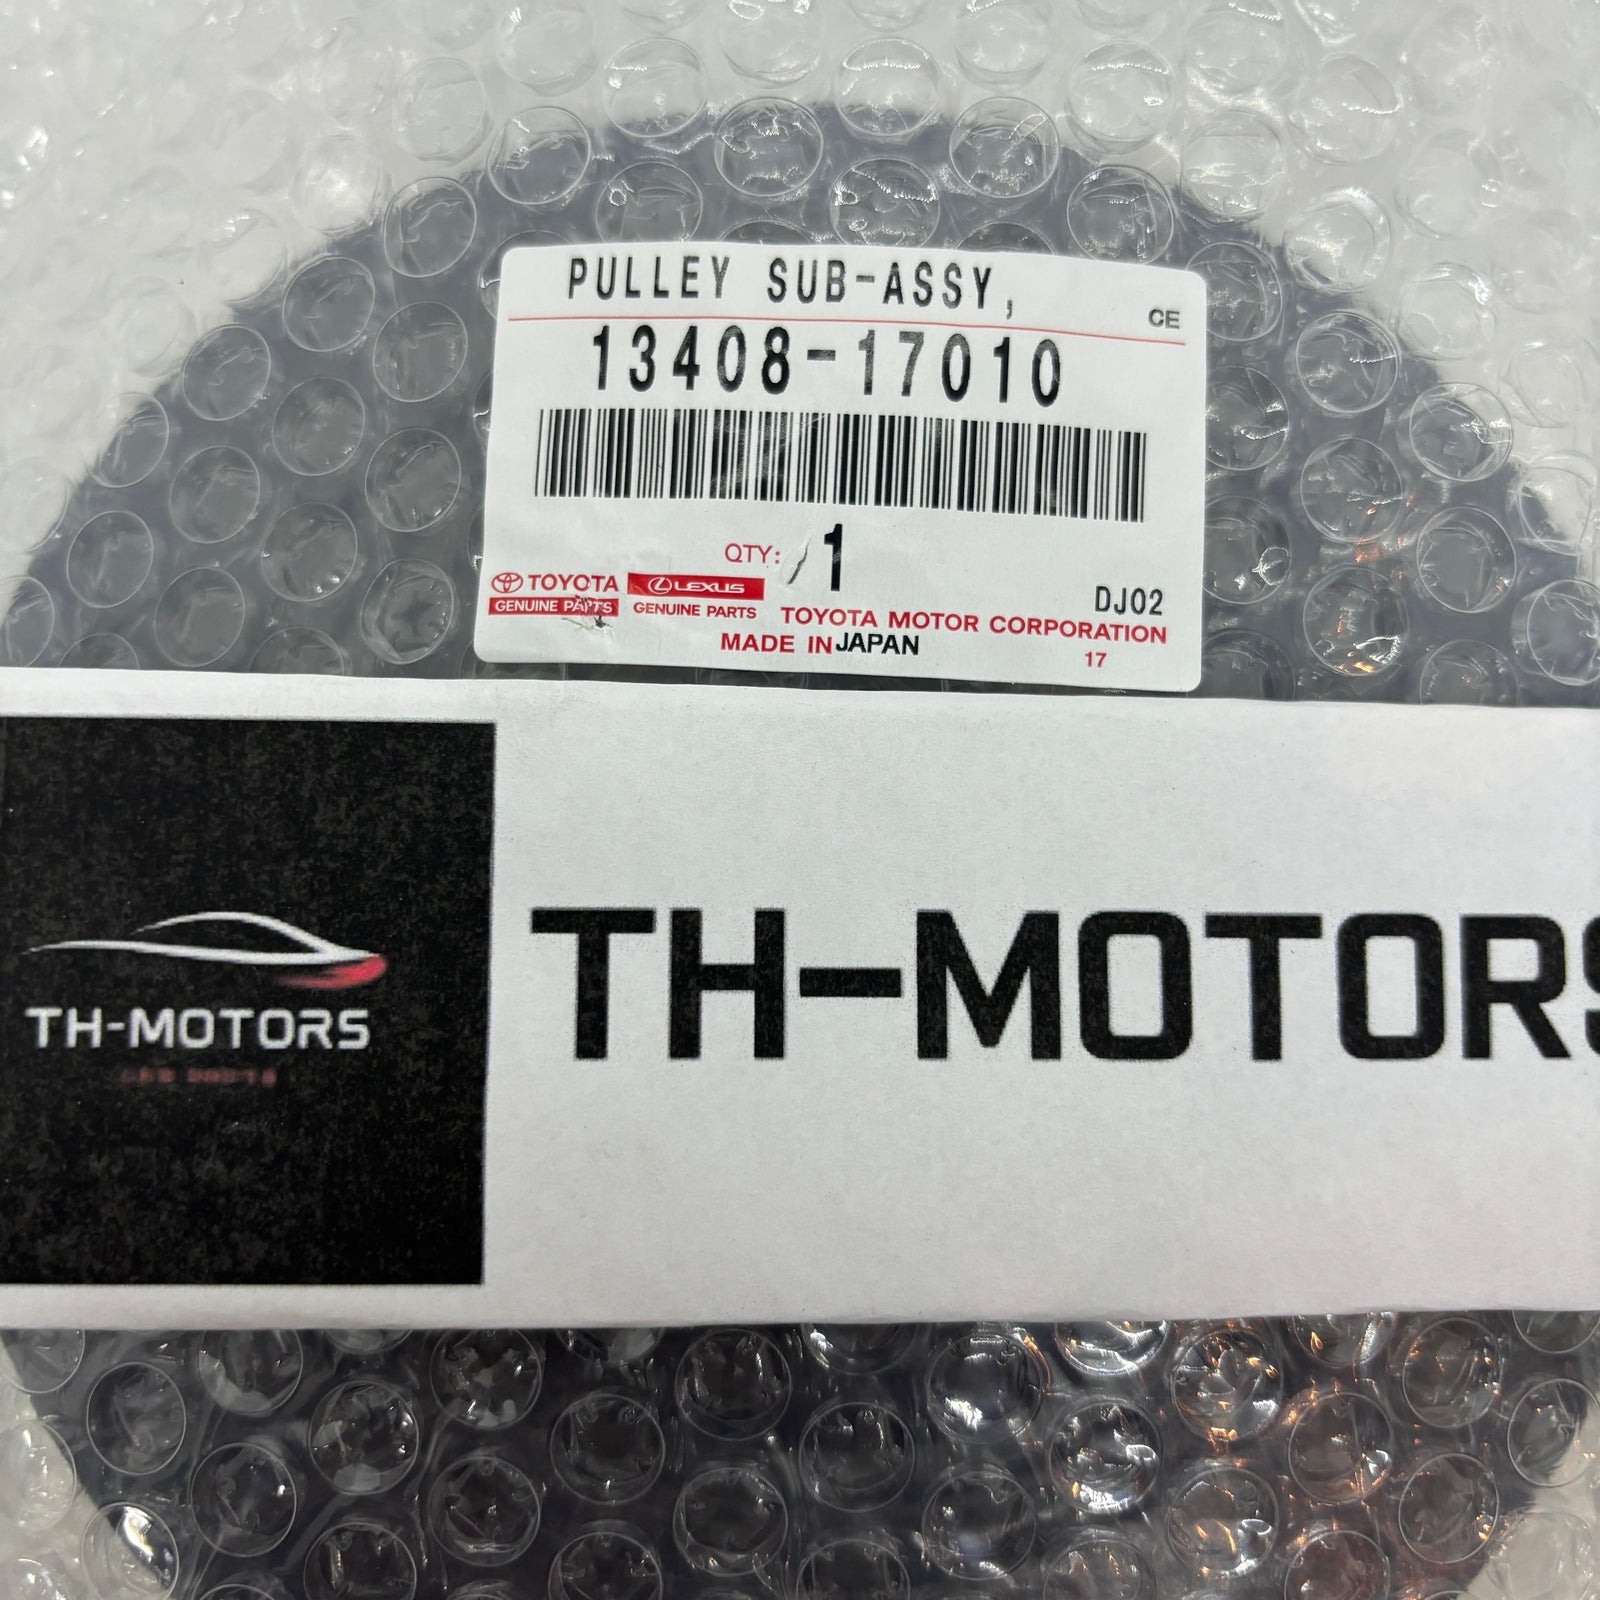 PULLEY SUB-ASSY,
CE
13408-17010
QTY: 1
TOYOTA LEXUS
DJ02
GENUINE PARTS GENUINE PARTS TOYOTA MOTOR CORPORATION
MADE IN JAPAN
17
TH-MOTORS
TH-MOTORS